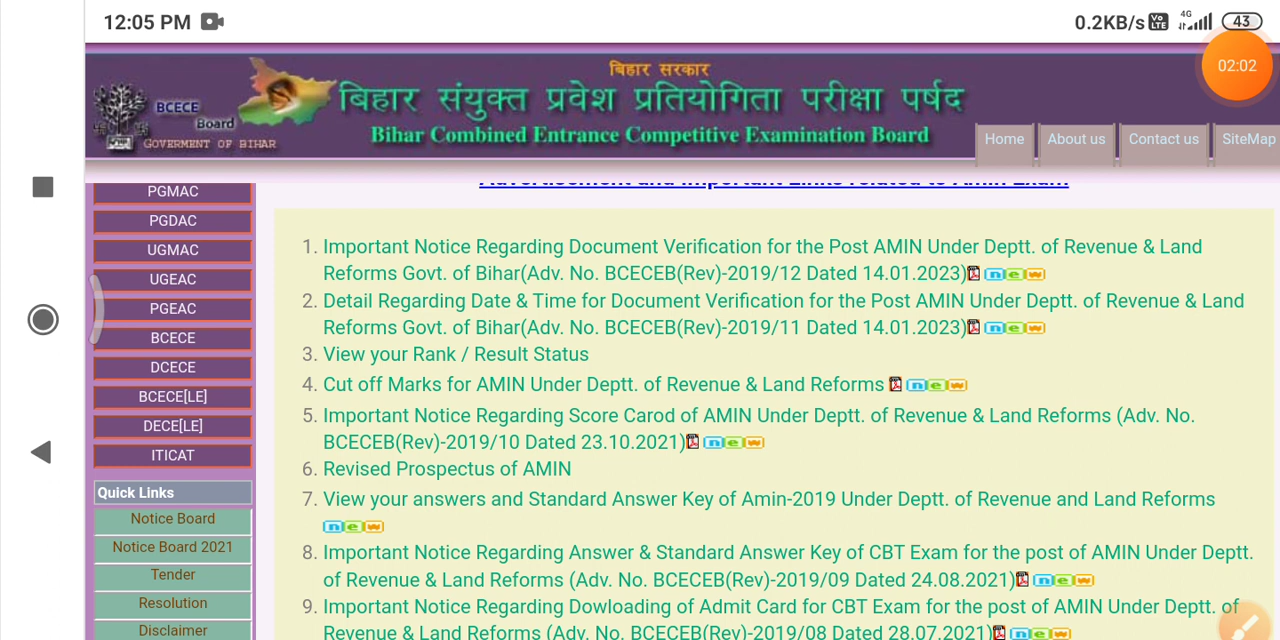 12:05 PM
0.2KB/s Vo LTE 4G 43
02:02
बिहार सरकार
बिहार संयुक्त प्रवेश प्रतियोगिता परीक्षा पर्षद
BCECE
Board
GOVERMENT OF BIHAR
Bihar Combined Entrance Competitive Examination Board
Home
About us
Contact us
SiteMap
PGMAC
PGDAC
UGMAC
UGEAC
PGEAC
BCECE
DCECE
BCECE[LE]
DECE[LE]
ITICAT
Quick Links
Notice Board
Notice Board 2021
Tender
Resolution
Disclaimer
Advertisement and Important Links related to Amin Exam
1. Important Notice Regarding Document Verification for the Post AMIN Under Deptt. of Revenue & Land
Reforms Govt. of Bihar(Adv. No. BCECEB(Rev)-2019/12 Dated 14.01.2023) new
2. Detail Regarding Date & Time for Document Verification for the Post AMIN Under Deptt. of Revenue & Land
Reforms Govt. of Bihar(Adv. No. BCECEB(Rev)-2019/11 Dated 14.01.2023) new
3. View your Rank / Result Status
4. Cut off Marks for AMIN Under Deptt. of Revenue & Land Reforms new
5. Important Notice Regarding Score Carod of AMIN Under Deptt. of Revenue & Land Reforms (Adv. No.
BCECEB(Rev)-2019/10 Dated 23.10.2021) new
6. Revised Prospectus of AMIN
7. View your answers and Standard Answer Key of Amin-2019 Under Deptt. of Revenue and Land Reforms
new
8. Important Notice Regarding Answer & Standard Answer Key of CBT Exam for the post of AMIN Under Deptt.
of Revenue & Land Reforms (Adv. No. BCECEB(Rev)-2019/09 Dated 24.08.2021) new
9. Important Notice Regarding Dowloading of Admit Card for CBT Exam for the post of AMIN Under Deptt. of
Revenue & Land Reforms (Adv. No. BCECEB(Rev)-2019/08 Dated 28.07.2021) new